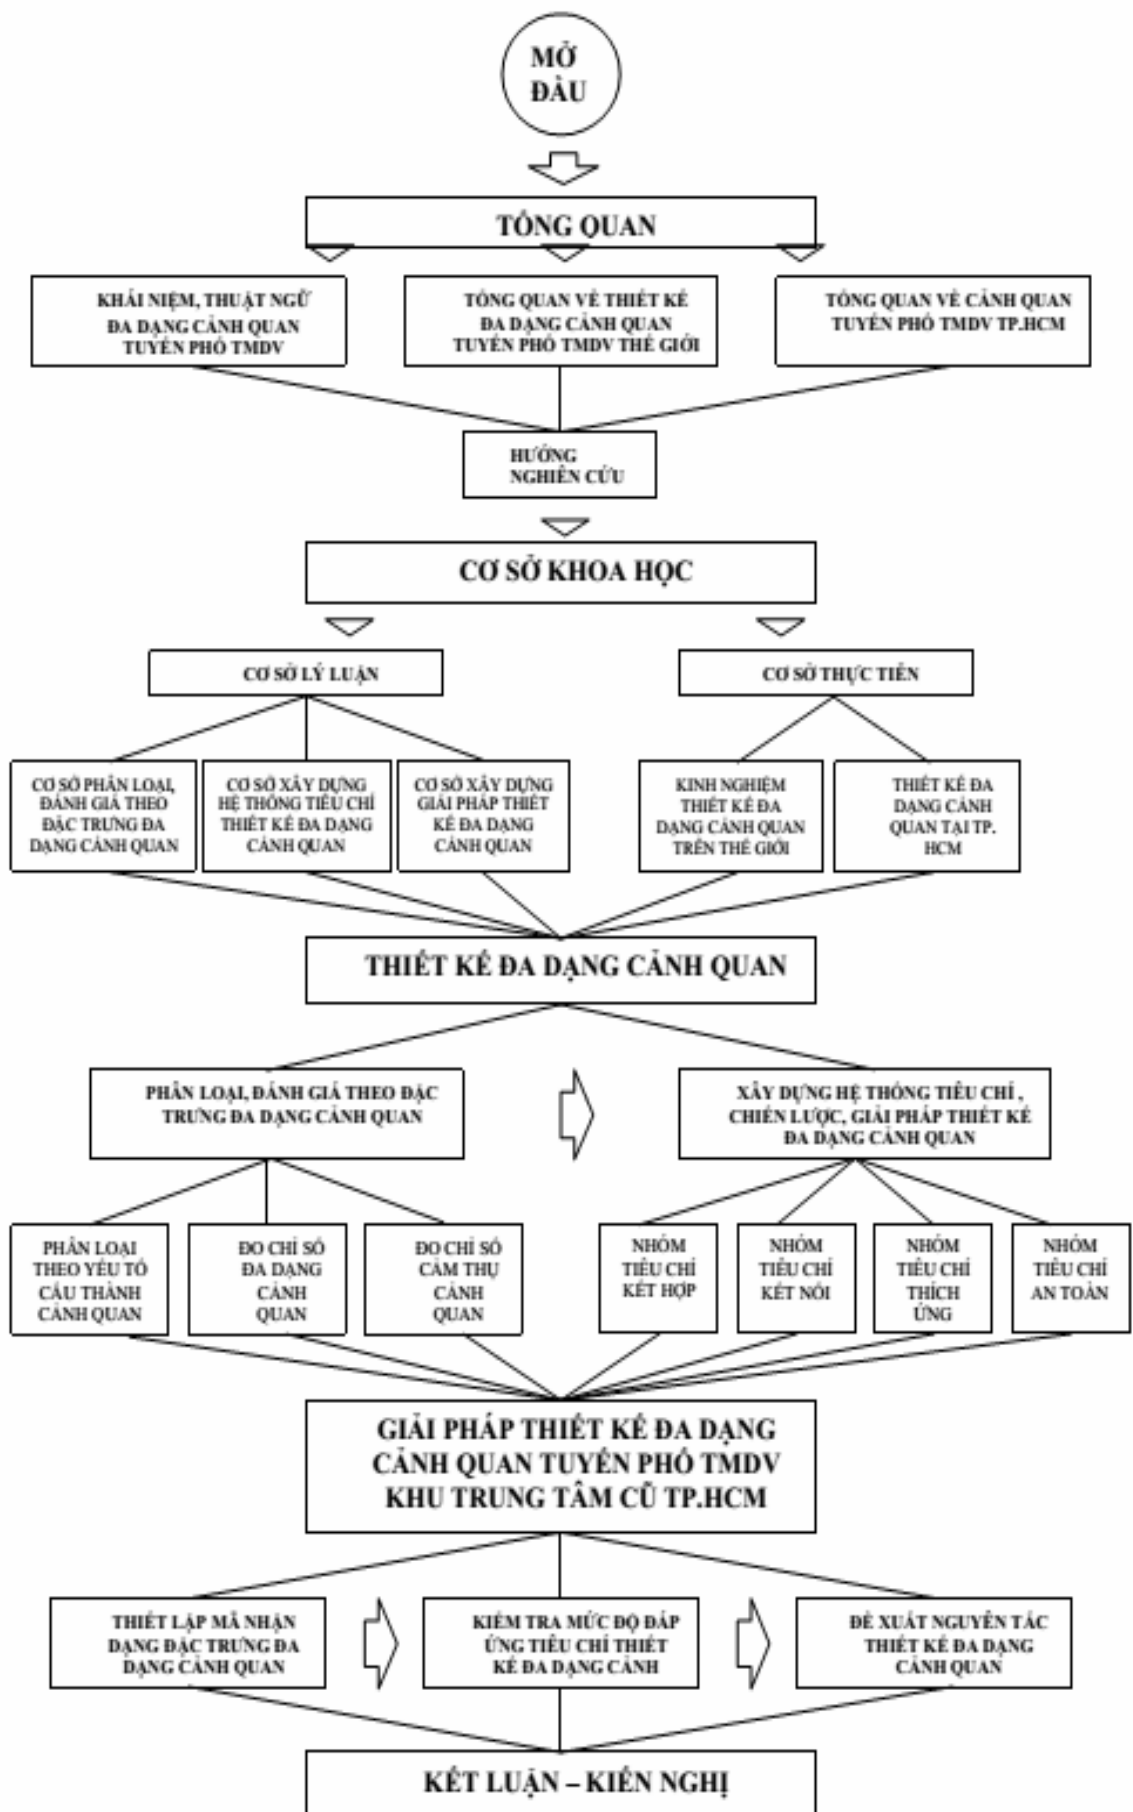 MỞ
ĐẦU
TỔNG QUAN
KHÁI NIỆM, THUẬT NGỮ
ĐA DẠNG CẢNH QUAN
TUYẾN PHỐ TMDV
TỔNG QUAN VỀ THIẾT KẾ
ĐA DẠNG CẢNH QUAN
TUYẾN PHỐ TMDV THẾ GIỚI
TỔNG QUAN VỀ CẢNH QUAN
TUYẾN PHỐ TMDV TP.HCM
HƯỚNG
NGHIÊN CỨU
CƠ SỞ KHOA HỌC
CƠ SỞ LÝ LUẬN
CƠ SỞ THỰC TIỄN
CƠ SỞ PHÂN LOẠI,
ĐÁNH GIÁ THEO
ĐẶC TRƯNG ĐA
DẠNG CẢNH QUAN
CƠ SỞ XÂY DỰNG
HỆ THỐNG TIÊU CHÍ
THIẾT KẾ ĐA DẠNG
CẢNH QUAN
CƠ SỞ XÂY DỰNG
GIẢI PHÁP THIẾT
KẾ ĐA DẠNG
CẢNH QUAN
KINH NGHIỆM
THIẾT KẾ ĐA
DẠNG CẢNH QUAN
TRÊN THẾ GIỚI
THIẾT KẾ ĐA
DẠNG CẢNH
QUAN TẠI TP.
HCM
THIẾT KẾ ĐA DẠNG CẢNH QUAN
PHÂN LOẠI, ĐÁNH GIÁ THEO ĐẶC
TRƯNG ĐA DẠNG CẢNH QUAN
XÂY DỰNG HỆ THỐNG TIÊU CHÍ ,
CHIẾN LƯỢC, GIẢI PHÁP THIẾT KẾ
ĐA DẠNG CẢNH QUAN
PHÂN LOẠI
THEO YẾU TỐ
CẤU THÀNH
CẢNH QUAN
ĐO CHỈ SỐ
ĐA DẠNG
CẢNH
QUAN
ĐO CHỈ SỐ
CẢM THỤ
CẢNH
QUAN
NHÓM
TIÊU CHÍ
KẾT HỢP
NHÓM
TIÊU CHÍ
KẾT NỐI
NHÓM
TIÊU CHÍ
THÍCH
ỨNG
NHÓM
TIÊU CHÍ
AN TOÀN
GIẢI PHÁP THIẾT KẾ ĐA DẠNG
CẢNH QUAN TUYẾN PHỐ TMDV
KHU TRUNG TÂM CŨ TP.HCM
THIẾT LẬP MÃ NHẬN
DẠNG ĐẶC TRƯNG ĐA
DẠNG CẢNH QUAN
KIỂM TRA MỨC ĐỘ ĐÁP
ỨNG TIÊU CHÍ THIẾT
KẾ ĐA DẠNG CẢNH
ĐỀ XUẤT NGUYÊN TẮC
THIẾT KẾ ĐA DẠNG
CẢNH QUAN
KẾT LUẬN – KIẾN NGHỊ